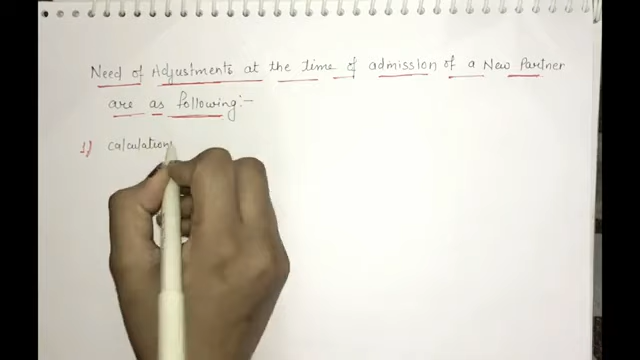 Need of Adjustments at the time of admission of a New Partner
are as following:-
1) calculation